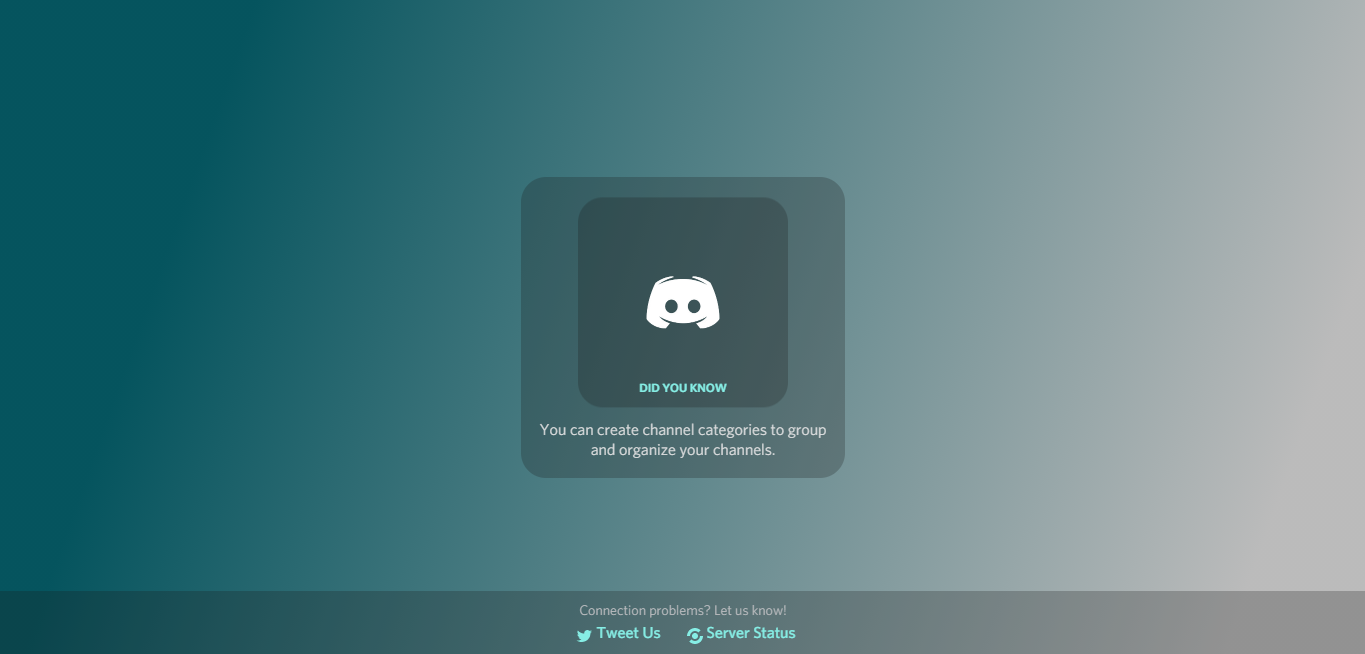 DID YOU KNOW
You can create channel categories to group
and organize your channels.
Connection problems? Let us know!
Tweet Us Server Status